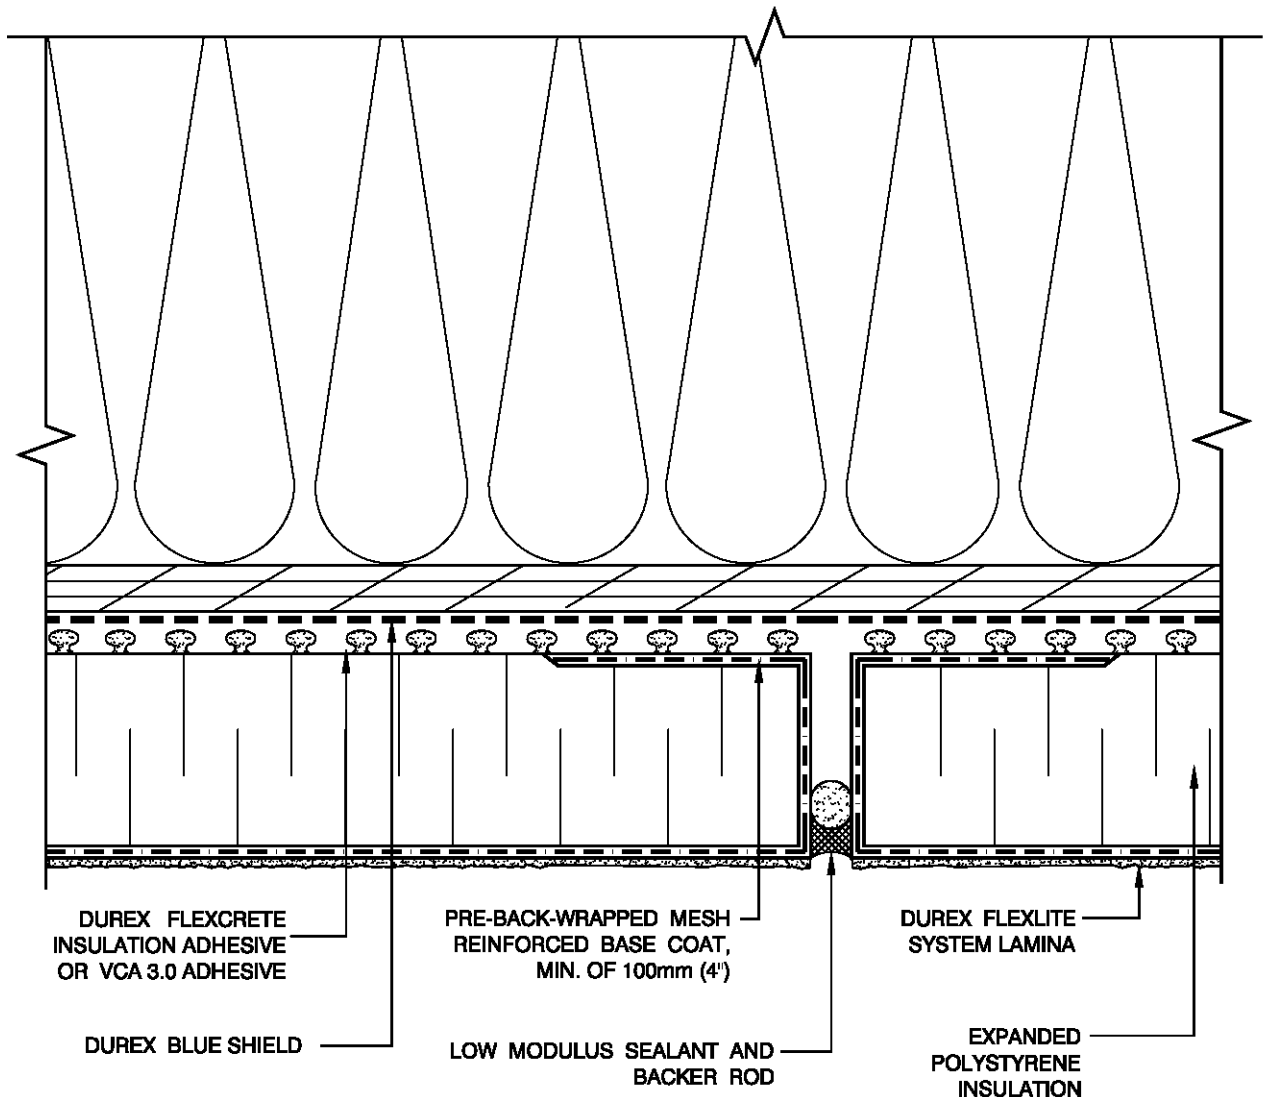 DUREX FLEXCRETE
INSULATION ADHESIVE
OR VCA 3.0 ADHESIVE
PRE-BACK-WRAPPED MESH
REINFORCED BASE COAT,
MIN. OF 100mm (4")
DUREX FLEXLITE
SYSTEM LAMINA
DUREX BLUE SHIELD
LOW MODULUS SEALANT AND
BACKER ROD
EXPANDED
POLYSTYRENE
INSULATION